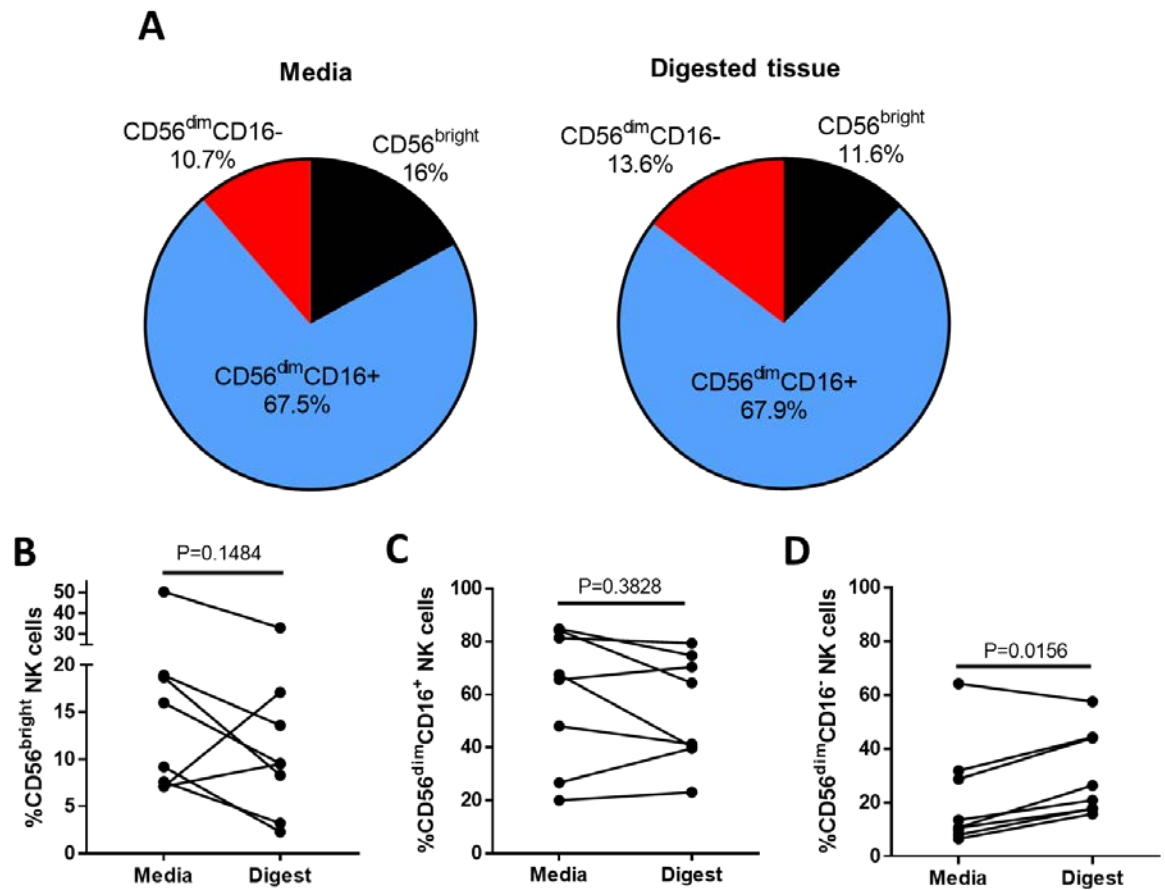 A
Media
Digested tissue
CD56dimCD16-
10.7%
CD56bright
16%
CD56dimCD16+
67.5%
CD56dimCD16-
13.6%
CD56bright
11.6%
CD56dimCD16+
67.9%
B
P=0.1484
%CD56bright NK cells
50
40
30
20
15
10
5
0
Media
Digest
C
P=0.3828
%CD56dimCD16+ NK cells
100
80
60
40
20
0
Media
Digest
D
P=0.0156
%CD56dimCD16- NK cells
100
80
60
40
20
0
Media
Digest